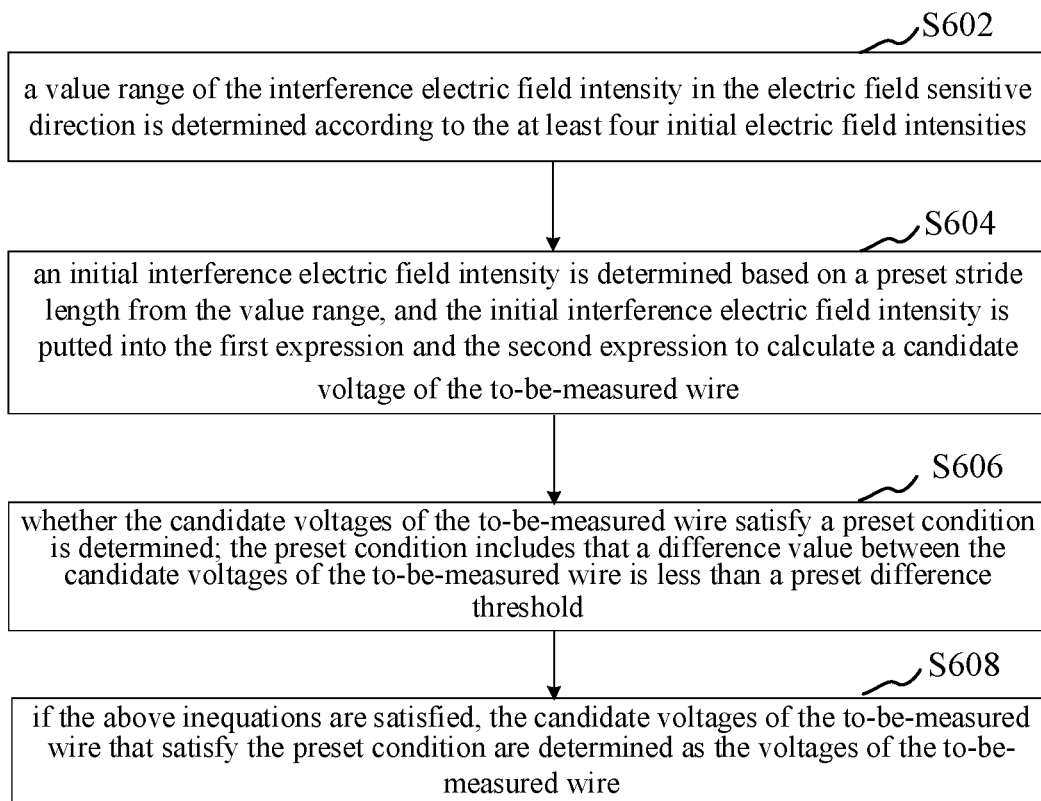 S602
a value range of the interference electric field intensity in the electric field sensitive
direction is determined according to the at least four initial electric field intensities
S604
an initial interference electric field intensity is determined based on a preset stride
length from the value range, and the initial interference electric field intensity is
putted into the first expression and the second expression to calculate a candidate
voltage of the to-be-measured wire
S606
whether the candidate voltages of the to-be-measured wire satisfy a preset condition
is determined; the preset condition includes that a difference value between the
candidate voltages of the to-be-measured wire is less than a preset difference
threshold
S608
if the above inequations are satisfied, the candidate voltages of the to-be-measured
wire that satisfy the preset condition are determined as the voltages of the to-be-
measured wire